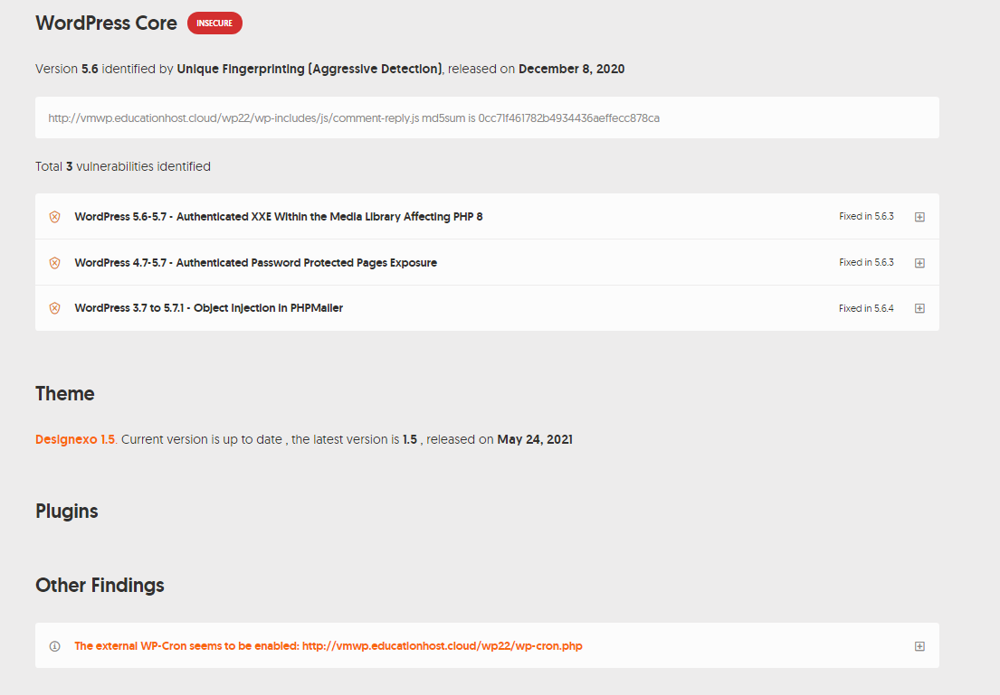 WordPress Core INSECURE
Version 5.6 identified by Unique Fingerprinting (Aggressive Detection), released on December 8, 2020
http://vmwp.educationhost.cloud/wp22/wp-includes/js/comment-reply.js md5sum is 0cc71f461782b4934436aeffecc878ca
Total 3 vulnerabilities identified
WordPress 5.6-5.7 - Authenticated XXE Within the Media Library Affecting PHP 8 Fixed in 5.6.3
WordPress 4.7-5.7 - Authenticated Password Protected Pages Exposure Fixed in 5.6.3
WordPress 3.7 to 5.7.1 - Object Injection in PHPMailer Fixed in 5.6.4
Theme
Designexo 1.5. Current version is up to date , the latest version is 1.5 , released on May 24, 2021
Plugins
Other Findings
The external WP-Cron seems to be enabled: http://vmwp.educationhost.cloud/wp22/wp-cron.php